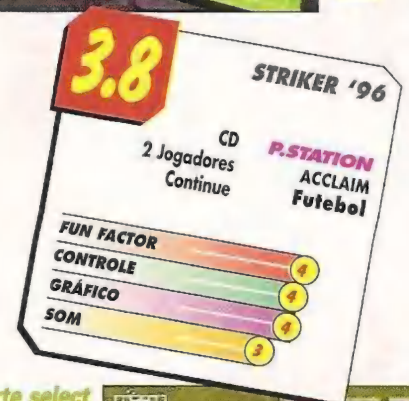 3.8
STRIKER '96
CD
2 Jogadores
Continue
P.STATION
ACCLAIM
Futebol
FUN FACTOR 4
CONTROLE 4
GRÁFICO 4
SOM 3
select